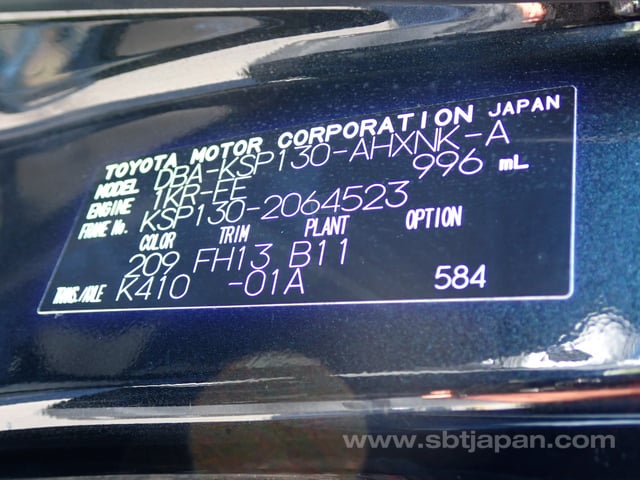 TOYOTA MOTOR CORPORATION JAPAN
MODEL DBA-KSP130-AHXNK-A
ENGINE 1KR-FE 996 mL
FRAME No. KSP130-2064523
COLOR TRIM PLANT OPTION
209 FH13 B11
TRANS./AXLE K410 -01A 584
www.sbtjapan.com